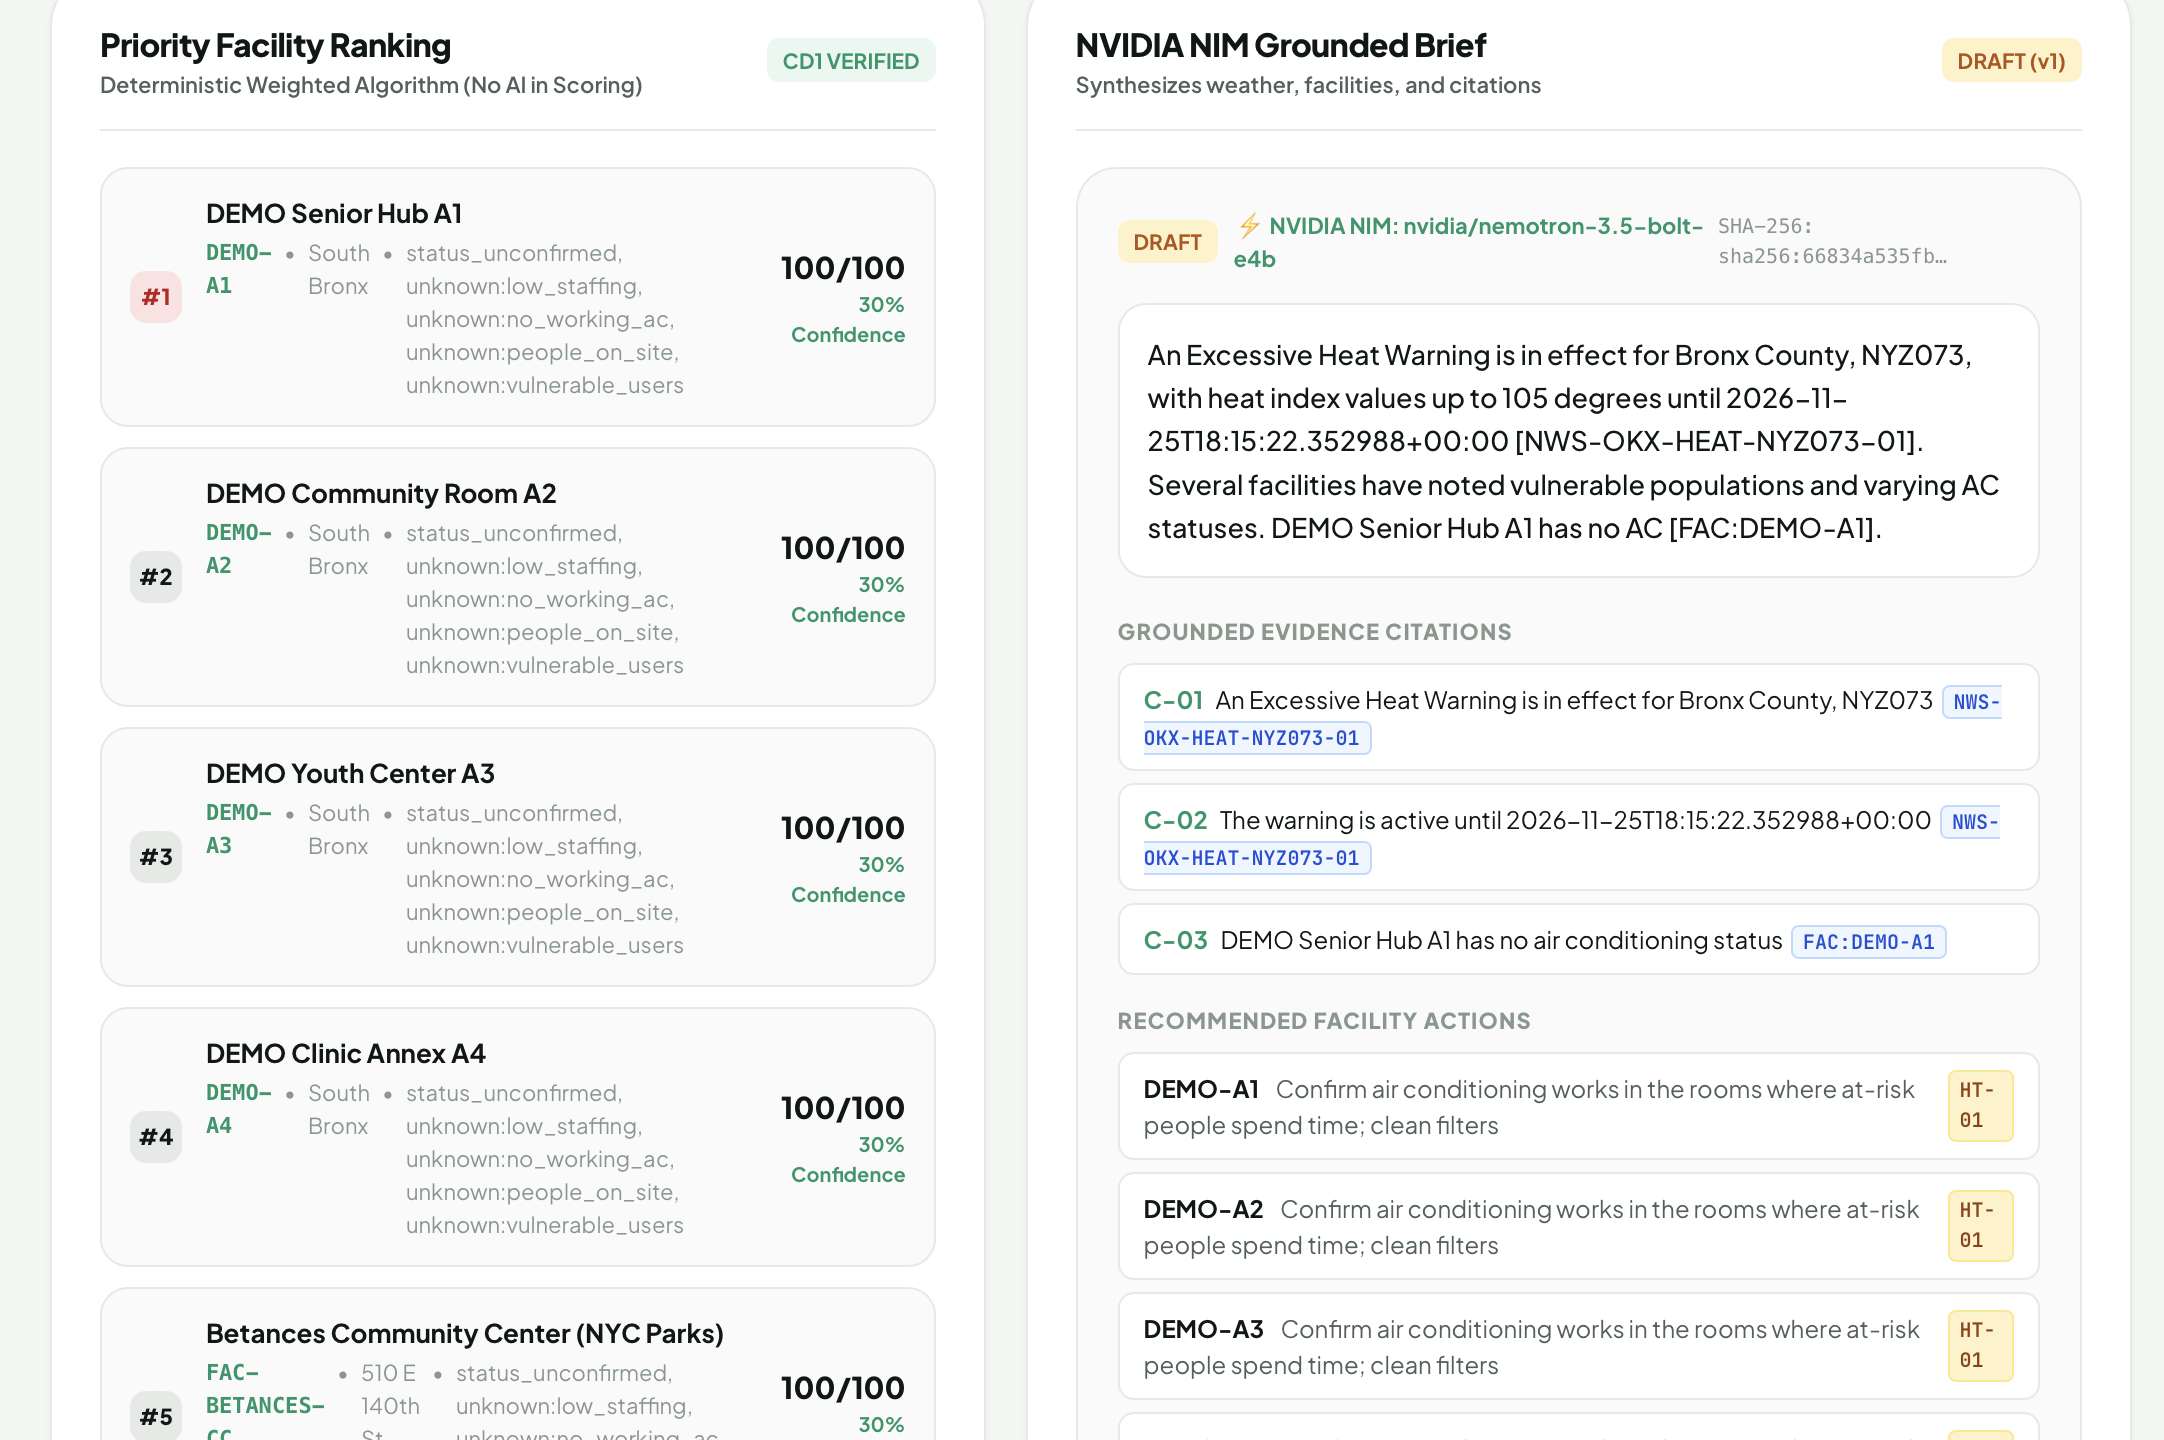 Priority Facility Ranking
Deterministic Weighted Algorithm (No AI in Scoring)
CD1 VERIFIED
#1
DEMO Senior Hub A1
DEMO-
A1
• South
Bronx
• status_unconfirmed,
unknown:low_staffing,
unknown:no_working_ac,
unknown:people_on_site,
unknown:vulnerable_users
100/100
30%
Confidence
#2
DEMO Community Room A2
DEMO-
A2
• South
Bronx
• status_unconfirmed,
unknown:low_staffing,
unknown:no_working_ac,
unknown:people_on_site,
unknown:vulnerable_users
100/100
30%
Confidence
#3
DEMO Youth Center A3
DEMO-
A3
• South
Bronx
• status_unconfirmed,
unknown:low_staffing,
unknown:no_working_ac,
unknown:people_on_site,
unknown:vulnerable_users
100/100
30%
Confidence
#4
DEMO Clinic Annex A4
DEMO-
A4
• South
Bronx
• status_unconfirmed,
unknown:low_staffing,
unknown:no_working_ac,
unknown:people_on_site,
unknown:vulnerable_users
100/100
30%
Confidence
#5
Betances Community Center (NYC Parks)
FAC-
BETANCES-
CC
• 510 E
140th
St
• status_unconfirmed,
unknown:low_staffing,
unknown:no_working_ac
100/100
30%
NVIDIA NIM Grounded Brief
Synthesizes weather, facilities, and citations
DRAFT (v1)
DRAFT
⚡ NVIDIA NIM: nvidia/nemotron-3.5-bolt-
e4b
SHA-256:
sha256:66834a535fb…
An Excessive Heat Warning is in effect for Bronx County, NYZ073,
with heat index values up to 105 degrees until 2026-11-
25T18:15:22.352988+00:00 [NWS-OKX-HEAT-NYZ073-01].
Several facilities have noted vulnerable populations and varying AC
statuses. DEMO Senior Hub A1 has no AC [FAC:DEMO-A1].
GROUNDED EVIDENCE CITATIONS
C-01 An Excessive Heat Warning is in effect for Bronx County, NYZ073 NWS-
OKX-HEAT-NYZ073-01
C-02 The warning is active until 2026-11-25T18:15:22.352988+00:00 NWS-
OKX-HEAT-NYZ073-01
C-03 DEMO Senior Hub A1 has no air conditioning status FAC:DEMO-A1
RECOMMENDED FACILITY ACTIONS
DEMO-A1 Confirm air conditioning works in the rooms where at-risk
people spend time; clean filters
HT-
01
DEMO-A2 Confirm air conditioning works in the rooms where at-risk
people spend time; clean filters
HT-
01
DEMO-A3 Confirm air conditioning works in the rooms where at-risk
people spend time; clean filters
HT-
01